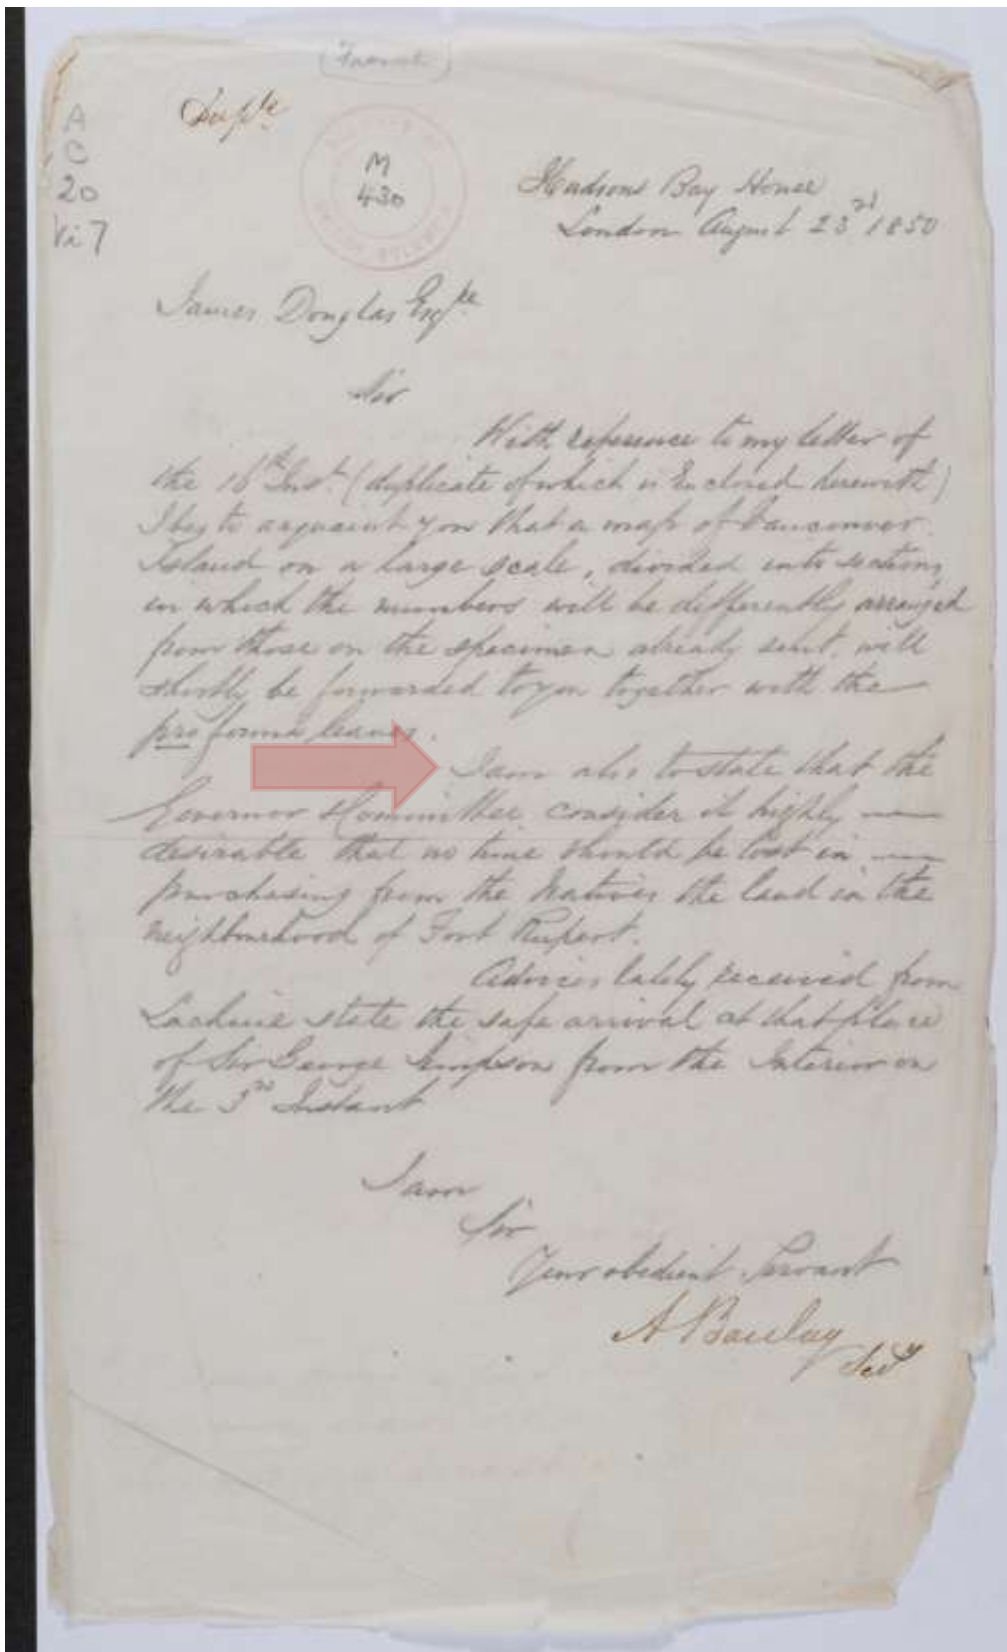 Dupte
A
C
20
Vi7
M
430
Hudsons Bay House
London August 23rd 1850
James Douglas Esqre
Sir
With reference to my letter of
the 16th Inst. (duplicate of which is Enclosed herewith)
I beg to acquaint you that a map of Vancouver
Island on a large scale, divided into sections,
in which the numbers will be differently arranged
from those on the specimen already sent, will
shortly be forwarded to you together with the
pro forma leases.
I am also to state that the
Governor & Committee consider it highly
desirable that no time should be lost in
purchasing from the Natives the land in the
neighbourhood of Fort Rupert.
Advices lately received from
Lachine state the safe arrival at that place
of Sir George Simpson from the Interior on
the 3rd Instant
I am
Sir
Your obedient Servant
A Barclay
Secy